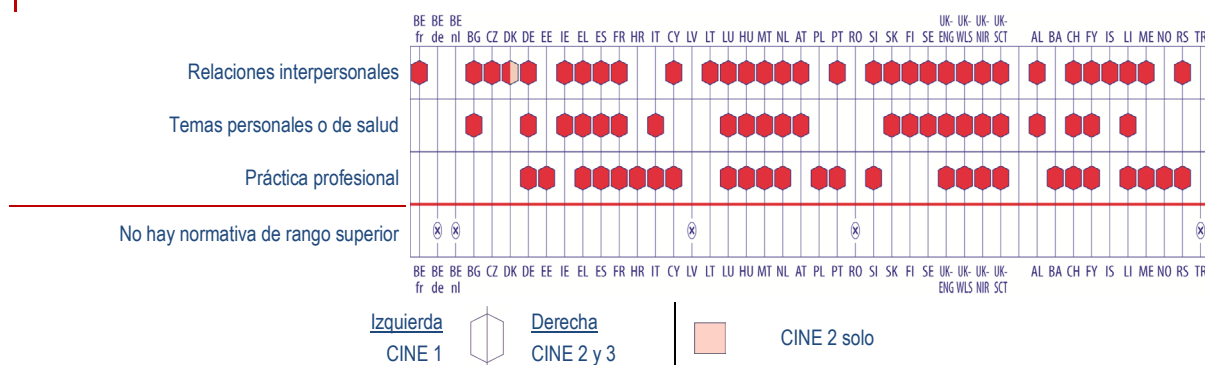 BE fr BE de BE nl BG CZ DK DE EE IE EL ES FR HR IT CY LV LT LU HU MT NL AT PL PT RO SI SK FI SE UK-ENG UK-WLS UK-NIR UK-SCT AL BA CH FY IS LI ME NO RS TR
Relaciones interpersonales
Temas personales o de salud
Práctica profesional
No hay normativa de rango superior x x x x x
BE fr BE de BE nl BG CZ DK DE EE IE EL ES FR HR IT CY LV LT LU HU MT NL AT PL PT RO SI SK FI SE UK-ENG UK-WLS UK-NIR UK-SCT AL BA CH FY IS LI ME NO RS TR
Izquierda Derecha
CINE 1 CINE 2 y 3
CINE 2 solo